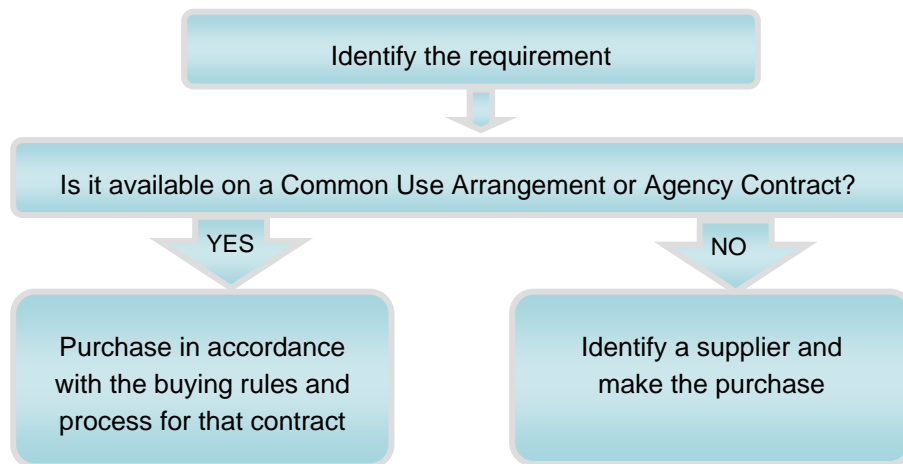 Identify the requirement
Is it available on a Common Use Arrangement or Agency Contract?
YES
NO
Purchase in accordance
with the buying rules and
process for that contract
Identify a supplier and
make the purchase